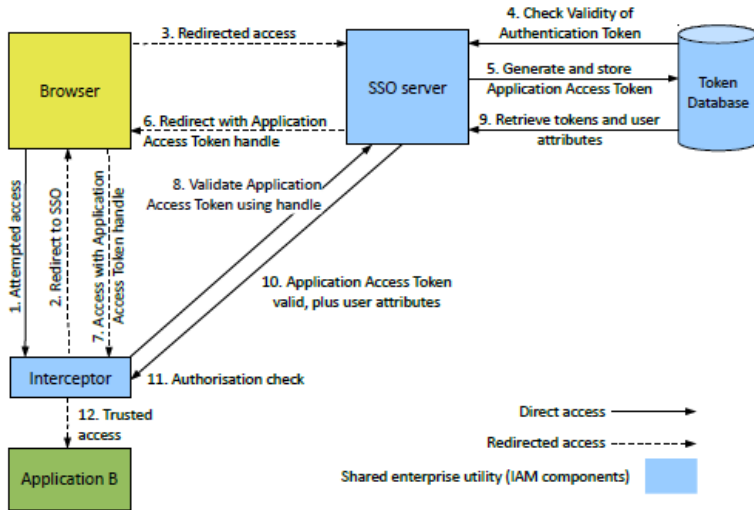 3. Redirected access
4. Check Validity of
Authentication Token
Browser
SSO server
5. Generate and store
Application Access Token
Token
Database
6. Redirect with Application
Access Token handle
9. Retrieve tokens and user
attributes
1. Attempted access
2. Redirect to SSO
7. Access with Application
Access Token handle
8. Validate Application
Access Token using handle
10. Application Access Token
valid, plus user attributes
Interceptor
11. Authorisation check
12. Trusted
access
Application B
Direct access
Redirected access
Shared enterprise utility (IAM components)